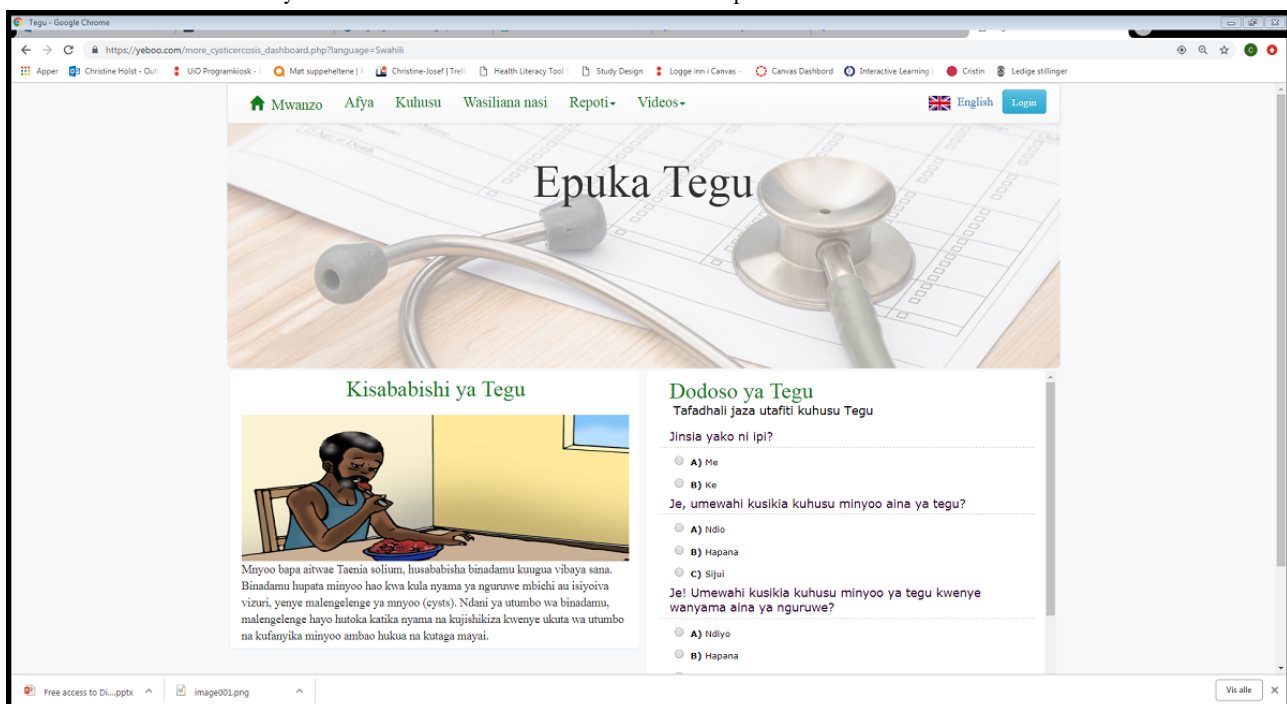 Tegu - Google Chrome
https://yeboo.com/more_cysticercosis_dashboard.php?language=Swahili
Apper Christine Holst - Out UiO Programkiosk - Møt suppeheltene | Christine-Josef | Trell Health Literacy Tool Study Design Logge inn i Canvas - Canvas Dashbord Interactive Learning | Cristin Ledige stillinger
Mwanzo Afya Kuhusu Wasiliana nasi Repoti Videos English Login
Epuka Tegu
Kisababishi ya Tegu
Mnyoo bapa aitwae Taenia solium, husababisha binadamu kuugua vibaya sana.
Binadamu hupata minyoo hao kwa kula nyama ya nguruwe mbichi au isiyoiva
vizuri, yenye malengelenge ya mnyoo (cysts). Ndani ya utumbo wa binadamu,
malengelenge hayo hutoka katika nyama na kujishikiza kwenye ukuta wa utumbo
na kufanyika minyoo ambao hukua na kutaga mayai.
Dodoso ya Tegu
Tafadhali jaza utafiti kuhusu Tegu
Jinsia yako ni ipi?
A) Me
B) Ke
Je, umewahi kusikia kuhusu minyoo aina ya tegu?
A) Ndio
B) Hapana
C) Sijui
Je! Umewahi kusikia kuhusu minyoo ya tegu kwenye
wanyama aina ya nguruwe?
A) Ndiyo
B) Hapana
Free access to Di....pptx image001.png Vis alle